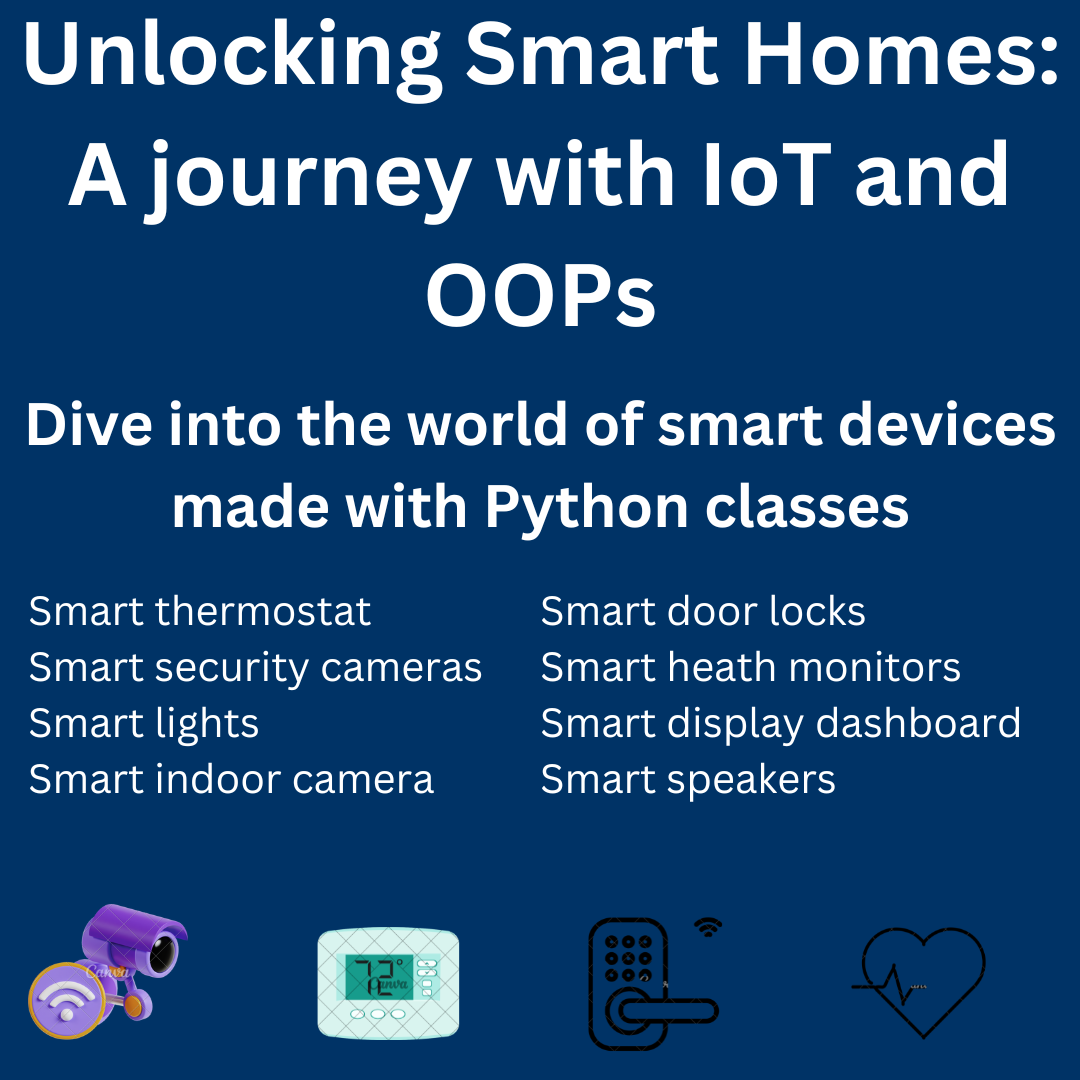 Unlocking Smart Homes:
A journey with IoT and
OOPs
Dive into the world of smart devices
made with Python classes
Smart thermostat
Smart security cameras
Smart lights
Smart indoor camera
Smart door locks
Smart heath monitors
Smart display dashboard
Smart speakers
Canva
72°
Canva